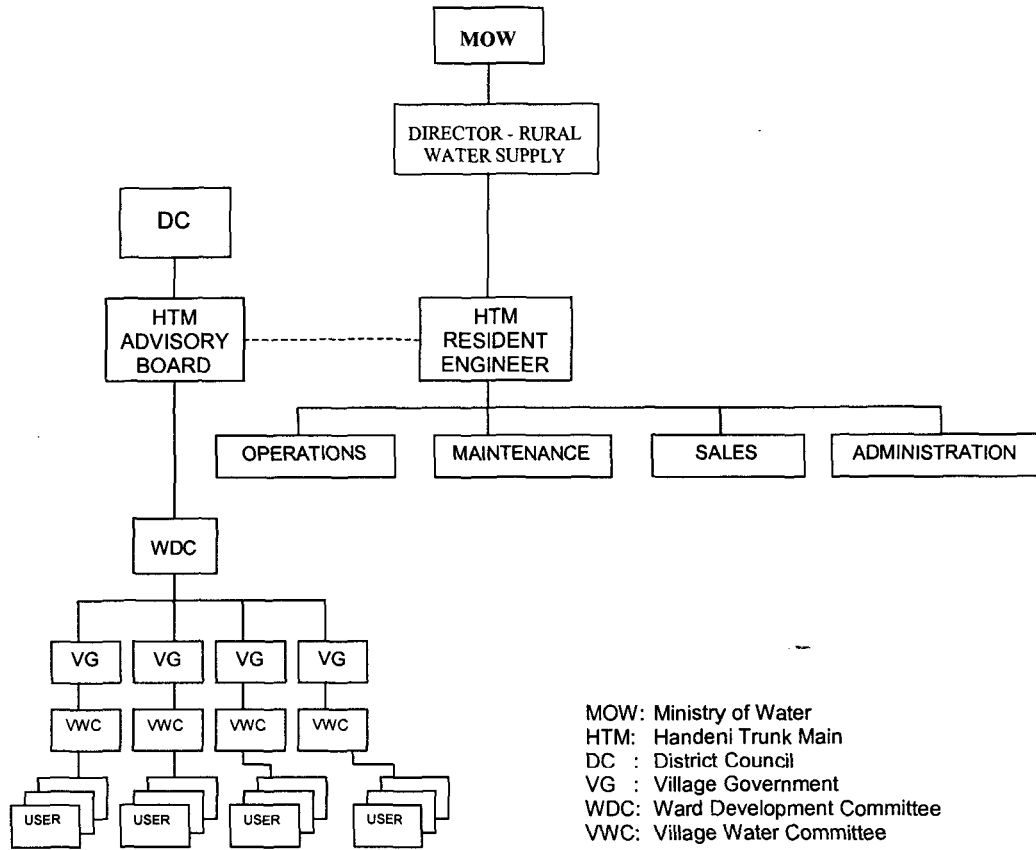 MOW
DIRECTOR - RURAL
WATER SUPPLY
DC
HTM
ADVISORY
BOARD
HTM
RESIDENT
ENGINEER
OPERATIONS
MAINTENANCE
SALES
ADMINISTRATION
WDC
VG
VG
VG
VG
VWC
VWC
VWC
VWC
USER
USER
USER
USER
MOW: Ministry of Water
HTM: Handeni Trunk Main
DC : District Council
VG : Village Government
WDC: Ward Development Committee
VWC: Village Water Committee